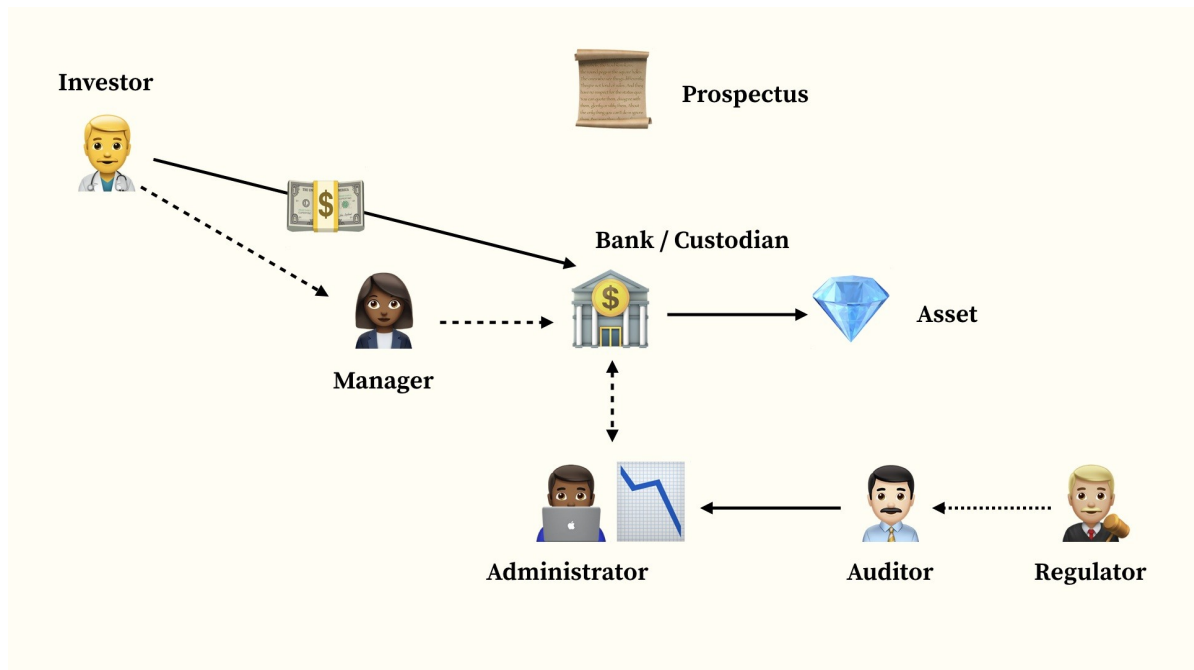 Investor
Prospectus
$
Bank / Custodian
$
Asset
Manager
Administrator
Auditor
Regulator